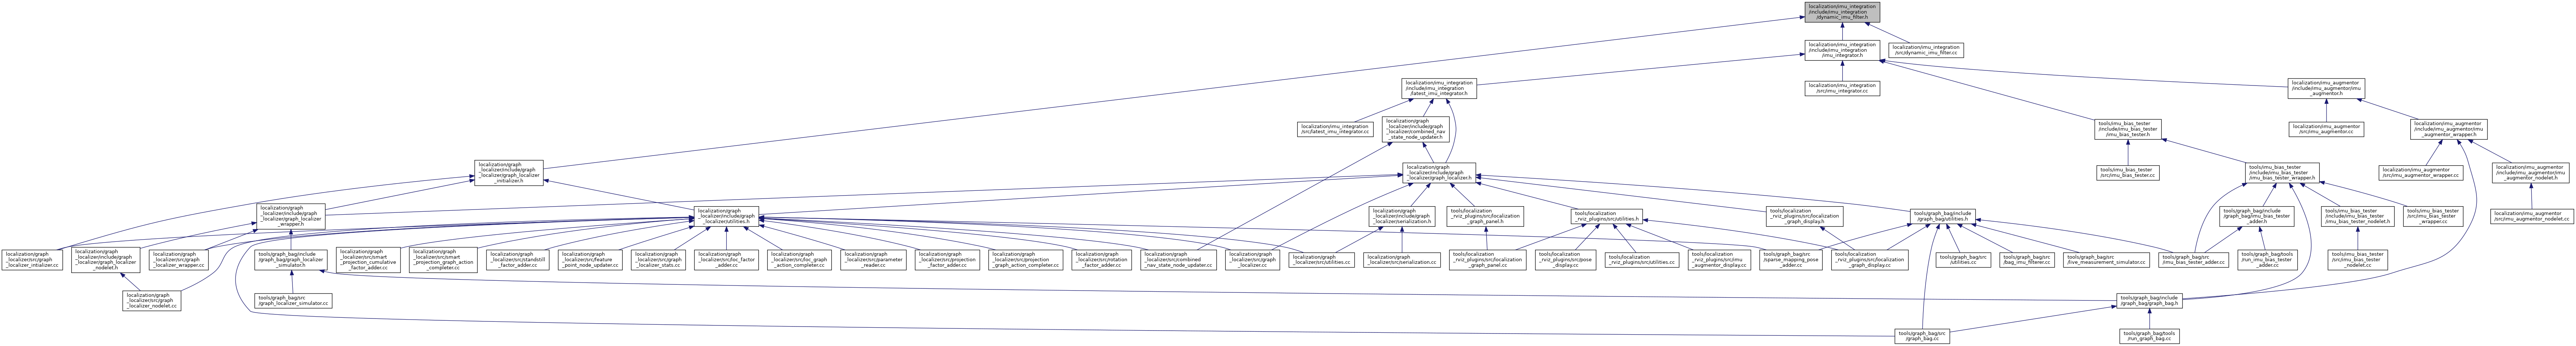 localization/imu_integration
/include/imu_integration
/dynamic_imu_filter.h
localization/imu_integration
/include/imu_integration
/imu_integrator.h
localization/imu_integration
/src/dynamic_imu_filter.cc
localization/imu_integration
/include/imu_integration
/latest_imu_integrator.h
localization/imu_integration
/src/imu_integrator.cc
localization/imu_augmentor
/include/imu_augmentor/imu
_augmentor.h
localization/imu_integration
/src/latest_imu_integrator.cc
localization/graph
_localizer/include/graph
_localizer/combined_nav
_state_node_updater.h
tools/imu_bias_tester
/include/imu_bias_tester
/imu_bias_tester.h
localization/imu_augmentor
/src/imu_augmentor.cc
localization/imu_augmentor
/include/imu_augmentor/imu
_augmentor_wrapper.h
localization/graph
_localizer/include/graph
_localizer/graph_localizer
_initializer.h
localization/graph
_localizer/include/graph
_localizer/graph_localizer.h
tools/imu_bias_tester
/src/imu_bias_tester.cc
tools/imu_bias_tester
/include/imu_bias_tester
/imu_bias_tester_wrapper.h
localization/imu_augmentor
/src/imu_augmentor_wrapper.cc
localization/imu_augmentor
/include/imu_augmentor/imu
_augmentor_nodelet.h
localization/graph
_localizer/include/graph
_localizer/graph_localizer
_wrapper.h
localization/graph
_localizer/include/graph
_localizer/utilities.h
localization/graph
_localizer/include/graph
_localizer/serialization.h
tools/localization
_rviz_plugins/src/localization
_graph_panel.h
tools/localization
_rviz_plugins/src/utilities.h
tools/localization
_rviz_plugins/src/localization
_graph_display.h
tools/graph_bag/include
/graph_bag/utilities.h
tools/graph_bag/include
/graph_bag/imu_bias_tester
_adder.h
tools/imu_bias_tester
/include/imu_bias_tester
/imu_bias_tester_nodelet.h
tools/imu_bias_tester
/src/imu_bias_tester
_wrapper.cc
localization/imu_augmentor
/src/imu_augmentor_nodelet.cc
localization/graph
_localizer/src/graph
_localizer_initializer.cc
localization/graph
_localizer/include/graph
_localizer/graph_localizer
_nodelet.h
localization/graph
_localizer/src/graph
_localizer_wrapper.cc
tools/graph_bag/include
/graph_bag/graph_localizer
_simulator.h
localization/graph
_localizer/src/smart
_projection_cumulative
_factor_adder.cc
localization/graph
_localizer/src/smart
_projection_graph_action
_completer.cc
localization/graph
_localizer/src/standstill
_factor_adder.cc
localization/graph
_localizer/src/feature
_point_node_updater.cc
localization/graph
_localizer/src/graph
_localizer_stats.cc
localization/graph
_localizer/src/loc_factor
_adder.cc
localization/graph
_localizer/src/loc_graph
_action_completer.cc
localization/graph
_localizer/src/parameter
_reader.cc
localization/graph
_localizer/src/projection
_factor_adder.cc
localization/graph
_localizer/src/projection
_graph_action_completer.cc
localization/graph
_localizer/src/rotation
_factor_adder.cc
localization/graph
_localizer/src/combined
_nav_state_node_updater.cc
localization/graph
_localizer/src/graph
_localizer.cc
localization/graph
_localizer/src/utilities.cc
localization/graph
_localizer/src/serialization.cc
tools/localization
_rviz_plugins/src/localization
_graph_panel.cc
tools/localization
_rviz_plugins/src/pose
_display.cc
tools/localization
_rviz_plugins/src/utilities.cc
tools/localization
_rviz_plugins/src/imu
_augmentor_display.cc
tools/graph_bag/src
/sparse_mapping_pose
_adder.cc
tools/localization
_rviz_plugins/src/localization
_graph_display.cc
tools/graph_bag/src
/utilities.cc
tools/graph_bag/src
/bag_imu_filterer.cc
tools/graph_bag/src
/live_measurement_simulator.cc
tools/graph_bag/src
/imu_bias_tester_adder.cc
tools/graph_bag/tools
/run_imu_bias_tester
_adder.cc
tools/imu_bias_tester
/src/imu_bias_tester
_nodelet.cc
localization/graph
_localizer/src/graph
_localizer_nodelet.cc
tools/graph_bag/src
/graph_localizer_simulator.cc
tools/graph_bag/include
/graph_bag/graph_bag.h
tools/graph_bag/src
/graph_bag.cc
tools/graph_bag/tools
/run_graph_bag.cc